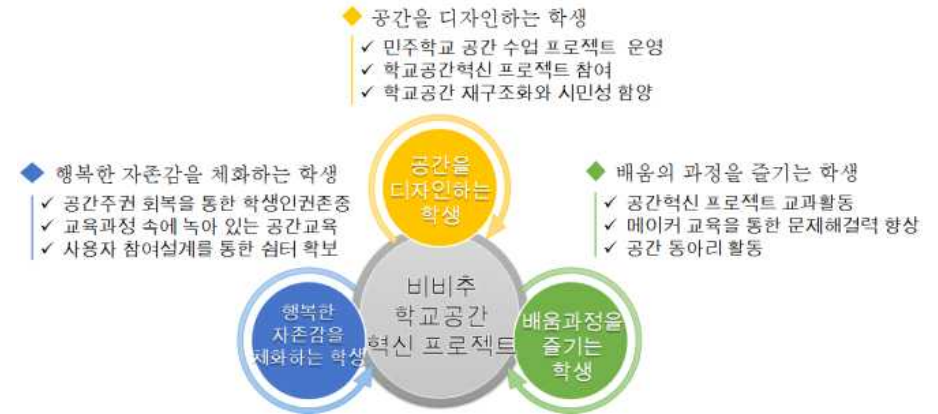 공간을 디자인하는 학생
✓ 민주학교 공간 수업 프로젝트 운영
✓ 학교공간혁신 프로젝트 참여
✓ 학교공간 재구조화와 시민성 함양
행복한 자존감을 체화하는 학생
✓ 공간주권 회복을 통한 학생인권존중
✓ 교육과정 속에 녹아 있는 공간교육
✓ 사용자 참여설계를 통한 쉼터 확보
배움의 과정을 즐기는 학생
✓ 공간혁신 프로젝트 교과활동
✓ 메이커 교육을 통한 문제해결력 향상
✓ 공간 동아리 활동
공간을
디자인하는
학생
비비추
학교공간
혁신 프로젝트
행복한
자존감을
체화하는 학생
배움과정을
즐기는
학생